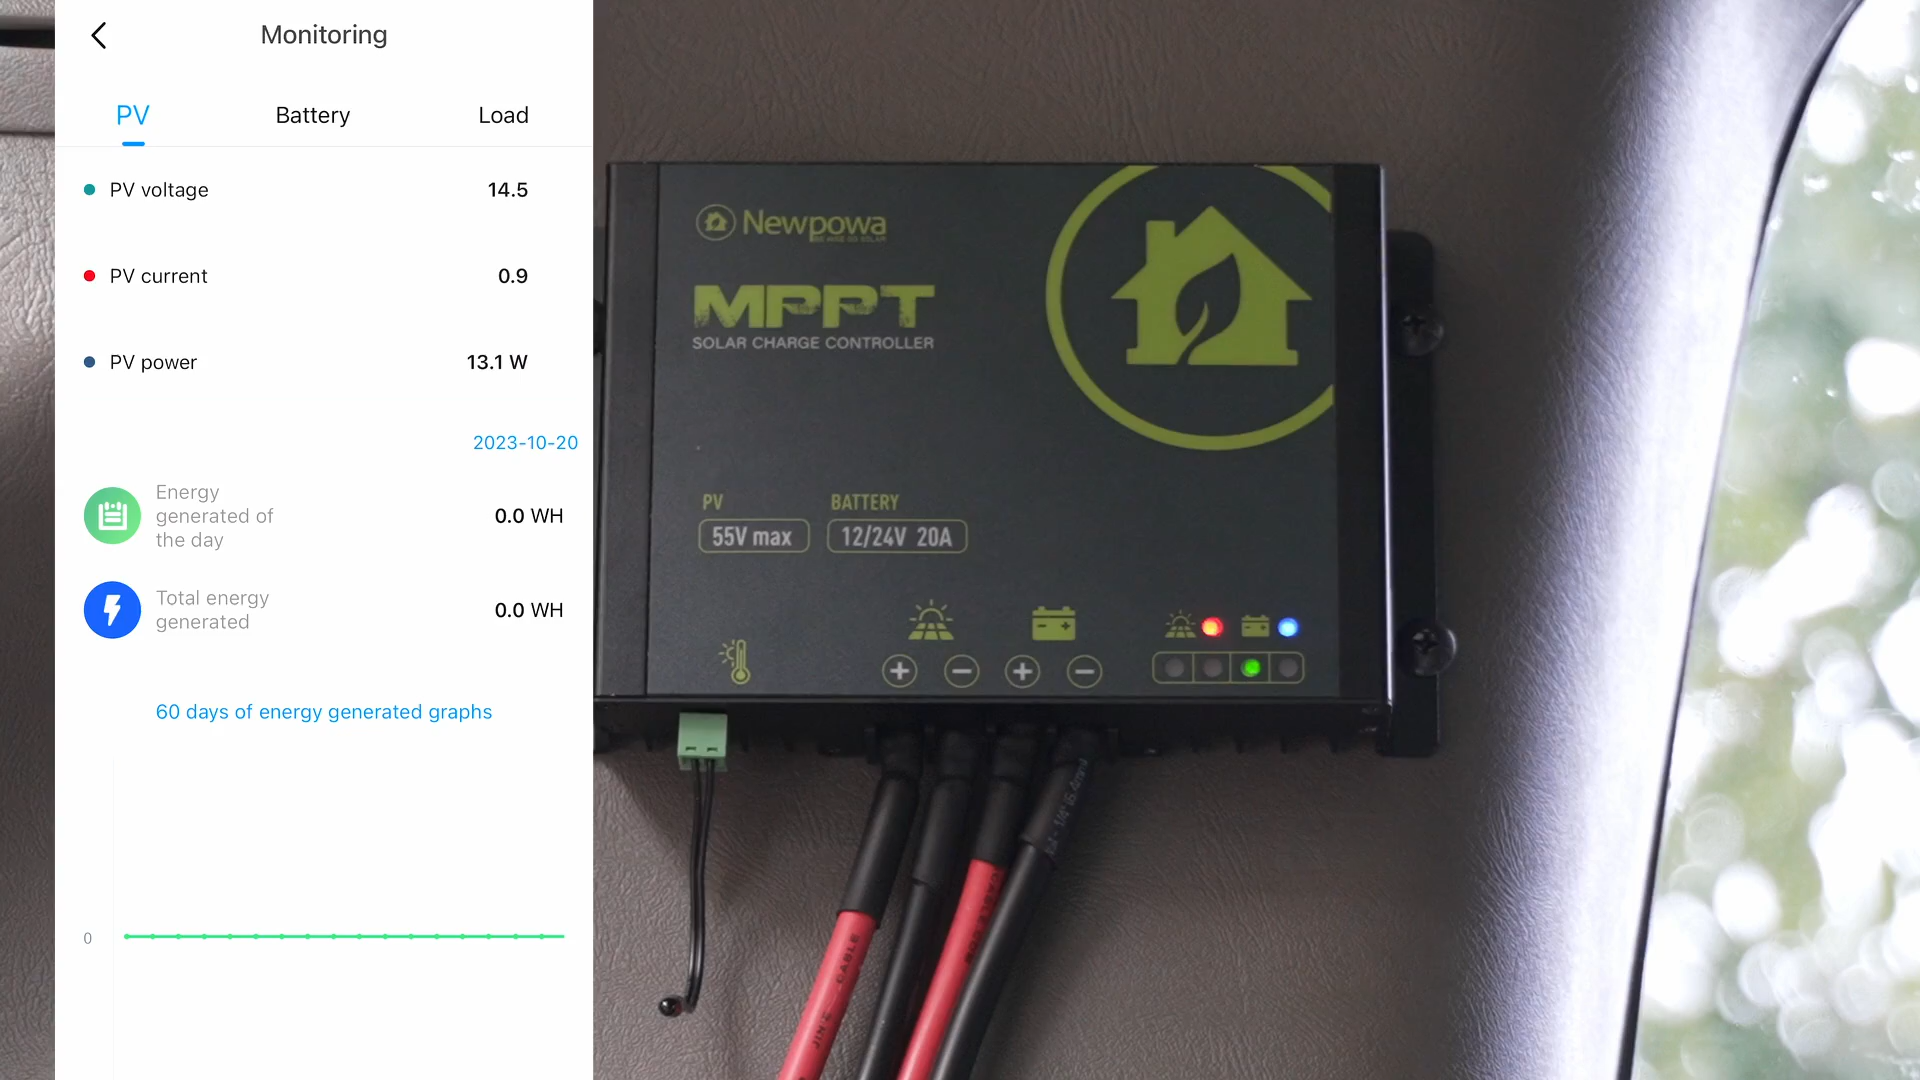 Monitoring
PV
Battery
Load
PV voltage
14.5
PV current
0.9
PV power
13.1 W
2023-10-20
Energy
generated of
the day
0.0 WH
Total energy
generated
0.0 WH
60 days of energy generated graphs
0
Newpowa
MPPT
SOLAR CHARGE CONTROLLER
PV
BATTERY
55V max
12/24V 20A
CABLE